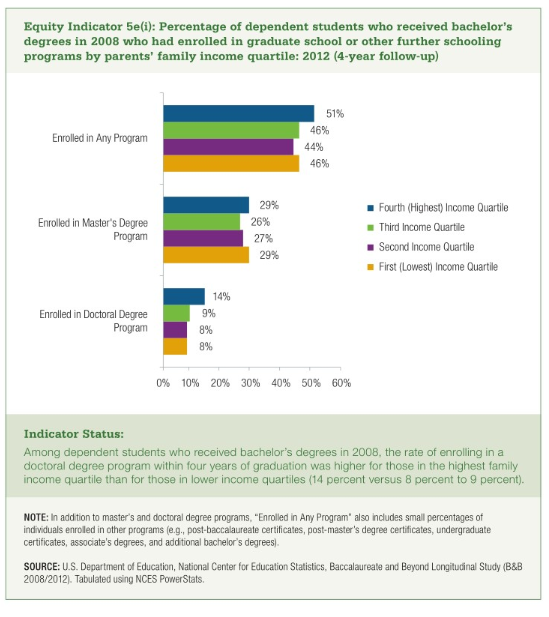 Equity Indicator 5e(i): Percentage of dependent students who received bachelor's
degrees in 2008 who had enrolled in graduate school or other further schooling
programs by parents' family income quartile: 2012 (4-year follow-up)
Enrolled in Any Program
51%
46%
44%
46%
Enrolled in Master's Degree
Program
29%
26%
27%
29%
Enrolled in Doctoral Degree
Program
14%
9%
8%
8%
0% 10% 20% 30% 40% 50% 60%
Fourth (Highest) Income Quartile
Third Income Quartile
Second Income Quartile
First (Lowest) Income Quartile
Indicator Status:
Among dependent students who received bachelor's degrees in 2008, the rate of enrolling in a
doctoral degree program within four years of graduation was higher for those in the highest family
income quartile than for those in lower income quartiles (14 percent versus 8 percent to 9 percent).
NOTE: In addition to master's and doctoral degree programs, "Enrolled in Any Program" also includes small percentages of
individuals enrolled in other programs (e.g., post-baccalaureate certificates, post-master's degree certificates, undergraduate
certificates, associate's degrees, and additional bachelor's degrees).
SOURCE: U.S. Department of Education, National Center for Education Statistics, Baccalaureate and Beyond Longitudinal Study (B&B
2008/2012). Tabulated using NCES PowerStats.